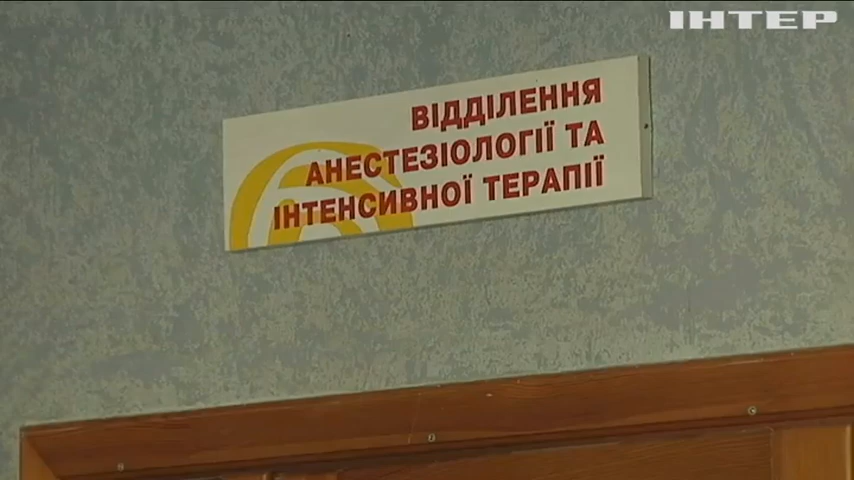 ІНТЕР
ВІДДІЛЕННЯ
АНЕСТЕЗІОЛОГІЇ ТА
ІНТЕНСИВНОЇ ТЕРАПІЇ